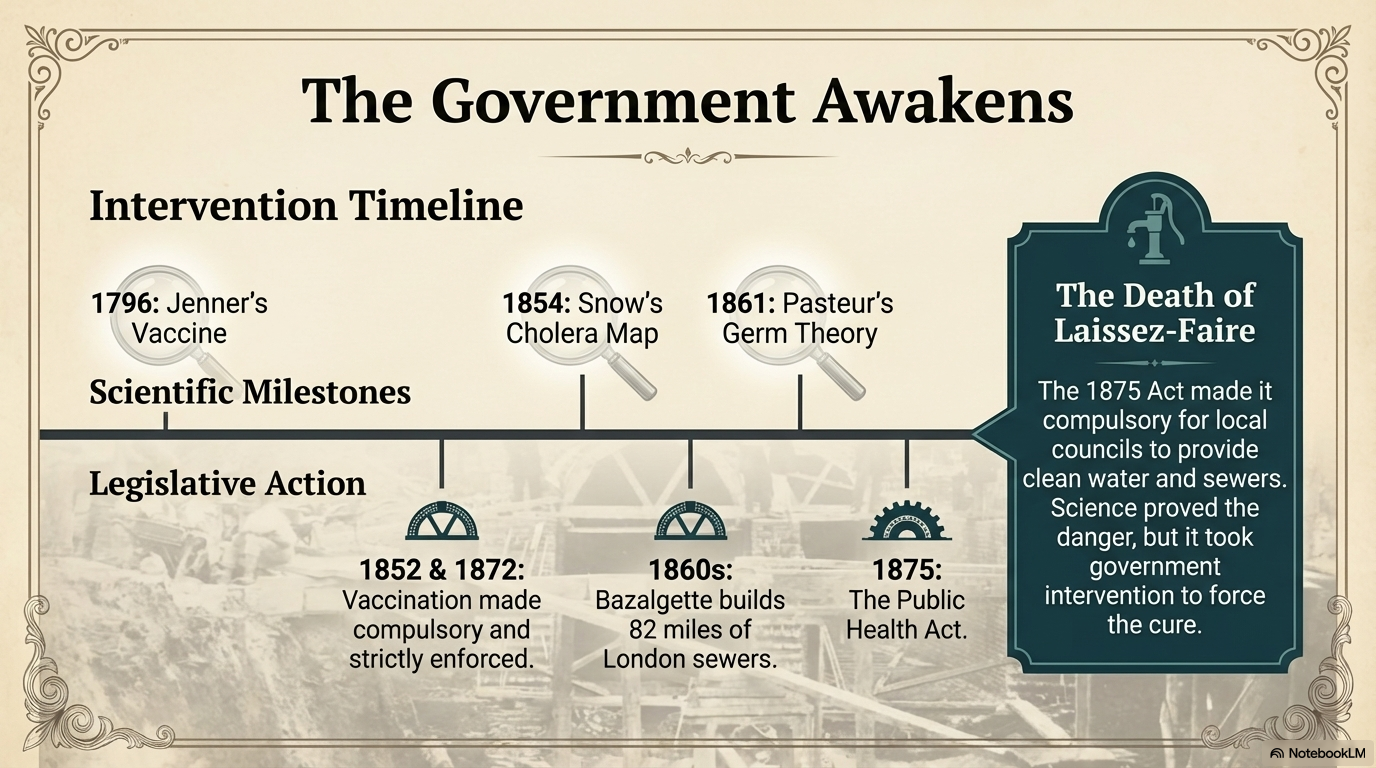 The Government Awakens
Intervention Timeline
1796: Jenner's
Vaccine
1854: Snow's
Cholera Map
1861: Pasteur's
Germ Theory
Scientific Milestones
Legislative Action
1852 & 1872:
Vaccination made
compulsory and
strictly enforced.
1860s:
Bazalgette builds
82 miles of
London sewers.
1875:
The Public
Health Act.
The Death of
Laissez-Faire
The 1875 Act made it
compulsory for local
councils to provide
clean water and sewers.
Science proved the
danger, but it took
government
intervention to force
the cure.
NotebookLM